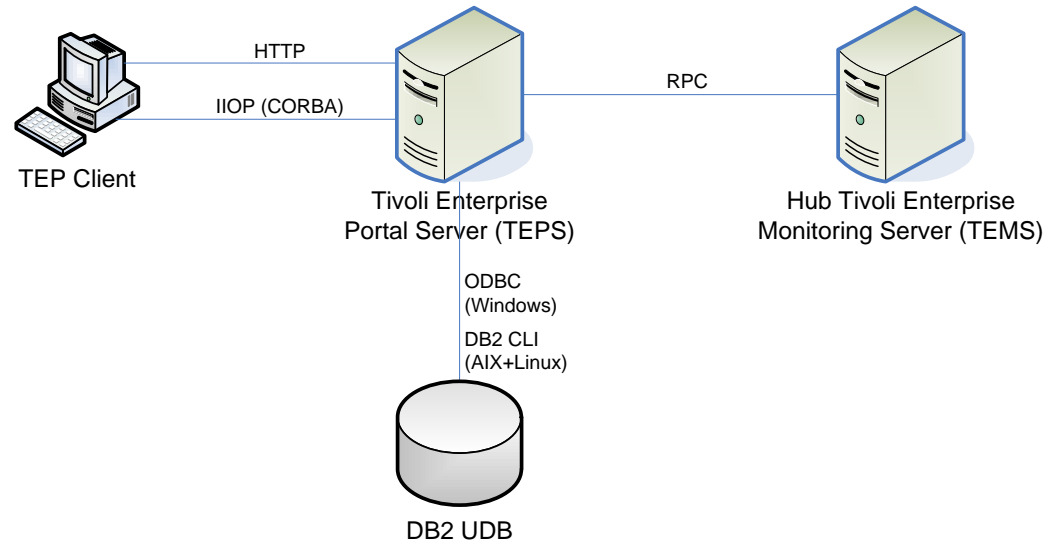 HTTP
IIOP (CORBA)
RPC
TEP Client
Tivoli Enterprise
Portal Server (TEPS)
Hub Tivoli Enterprise
Monitoring Server (TEMS)
ODBC
(Windows)
DB2 CLI
(AIX+Linux)
DB2 UDB